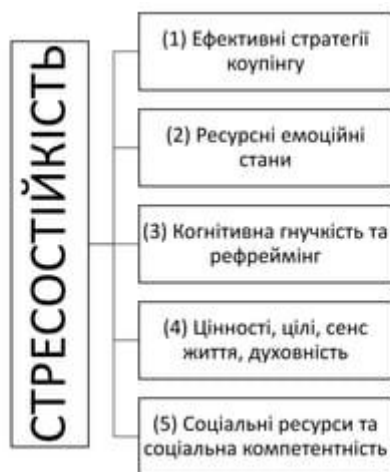 СТРЕСОСТІЙКІСТЬ
(1) Ефективні стратегії
коупінгу
(2) Ресурсні емоційні
стани
(3) Когнітивна гнучкість та
рефреймінг
(4) Цінності, цілі, сенс
життя, духовність
(5) Соціальні ресурси та
соціальна компетентність